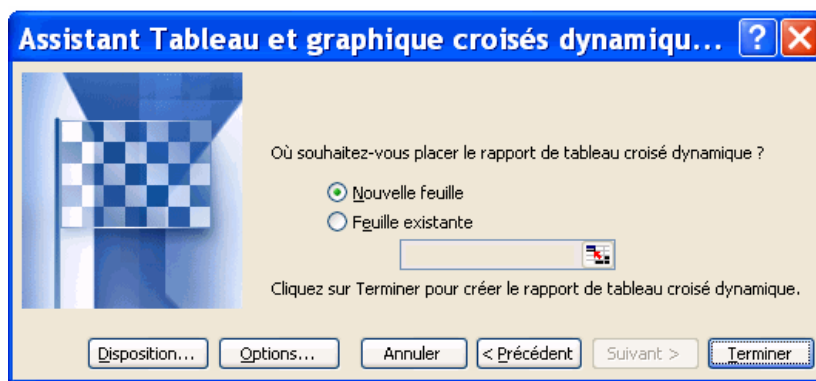 Assistant Tableau et graphique croisés dynamiqu... ?
Où souhaitez-vous placer le rapport de tableau croisé dynamique ?
Nouvelle feuille
Feuille existante
Cliquez sur Terminer pour créer le rapport de tableau croisé dynamique.
Disposition... Options... Annuler < Précédent Suivant > Terminer